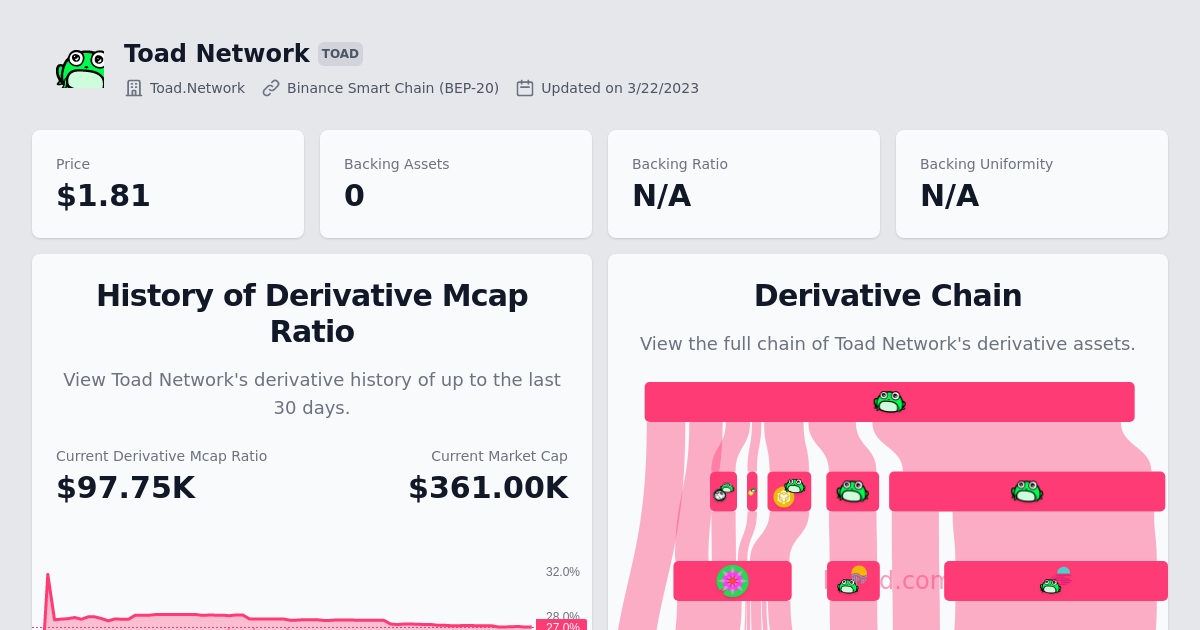 Toad Network TOAD
Toad.Network Binance Smart Chain (BEP-20) Updated on 3/22/2023
Price
$1.81
Backing Assets
0
Backing Ratio
N/A
Backing Uniformity
N/A
History of Derivative Mcap
Ratio
View Toad Network's derivative history of up to the last
30 days.
Current Derivative Mcap Ratio
$97.75K
Current Market Cap
$361.00K
32.0%
28.0%
27.0%
Derivative Chain
View the full chain of Toad Network's derivative assets.